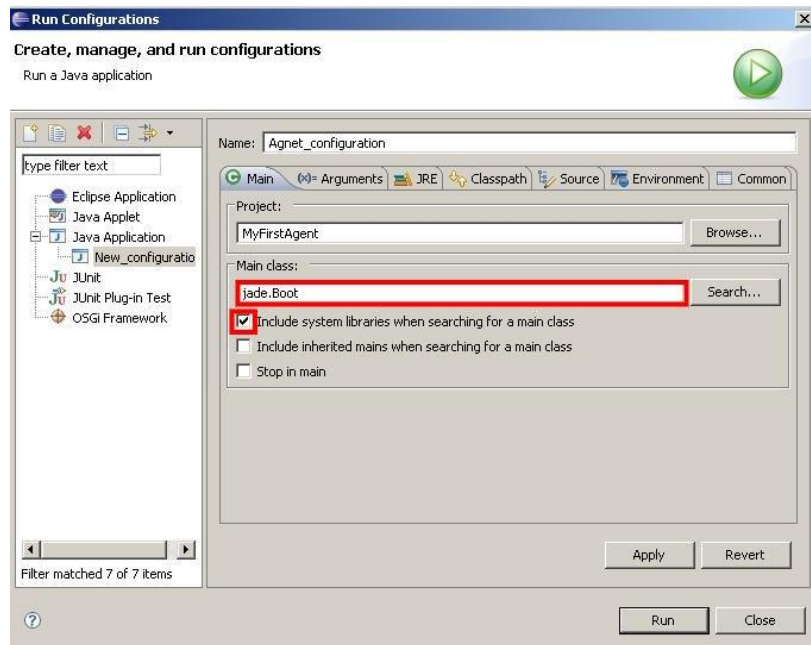 Run Configurations
Create, manage, and run configurations
Run a Java application
type filter text
Eclipse Application
Java Applet
Java Application
New_configuratio
JUnit
JUnit Plug-in Test
OSGi Framework
Filter matched 7 of 7 items
Name: Agnet_configuration
Main (x)= Arguments JRE Classpath Source Environment Common
Project:
MyFirstAgent Browse...
Main class:
jade.Boot Search...
Include system libraries when searching for a main class
Include inherited mains when searching for a main class
Stop in main
Apply Revert
Run Close